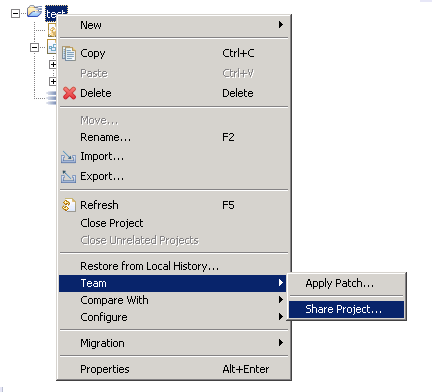 test
New
Copy Ctrl+C
Paste Ctrl+V
Delete Delete
Move...
Rename... F2
Import...
Export...
Refresh F5
Close Project
Close Unrelated Projects
Restore from Local History...
Team
Apply Patch...
Compare With
Share Project...
Configure
Migration
Properties Alt+Enter